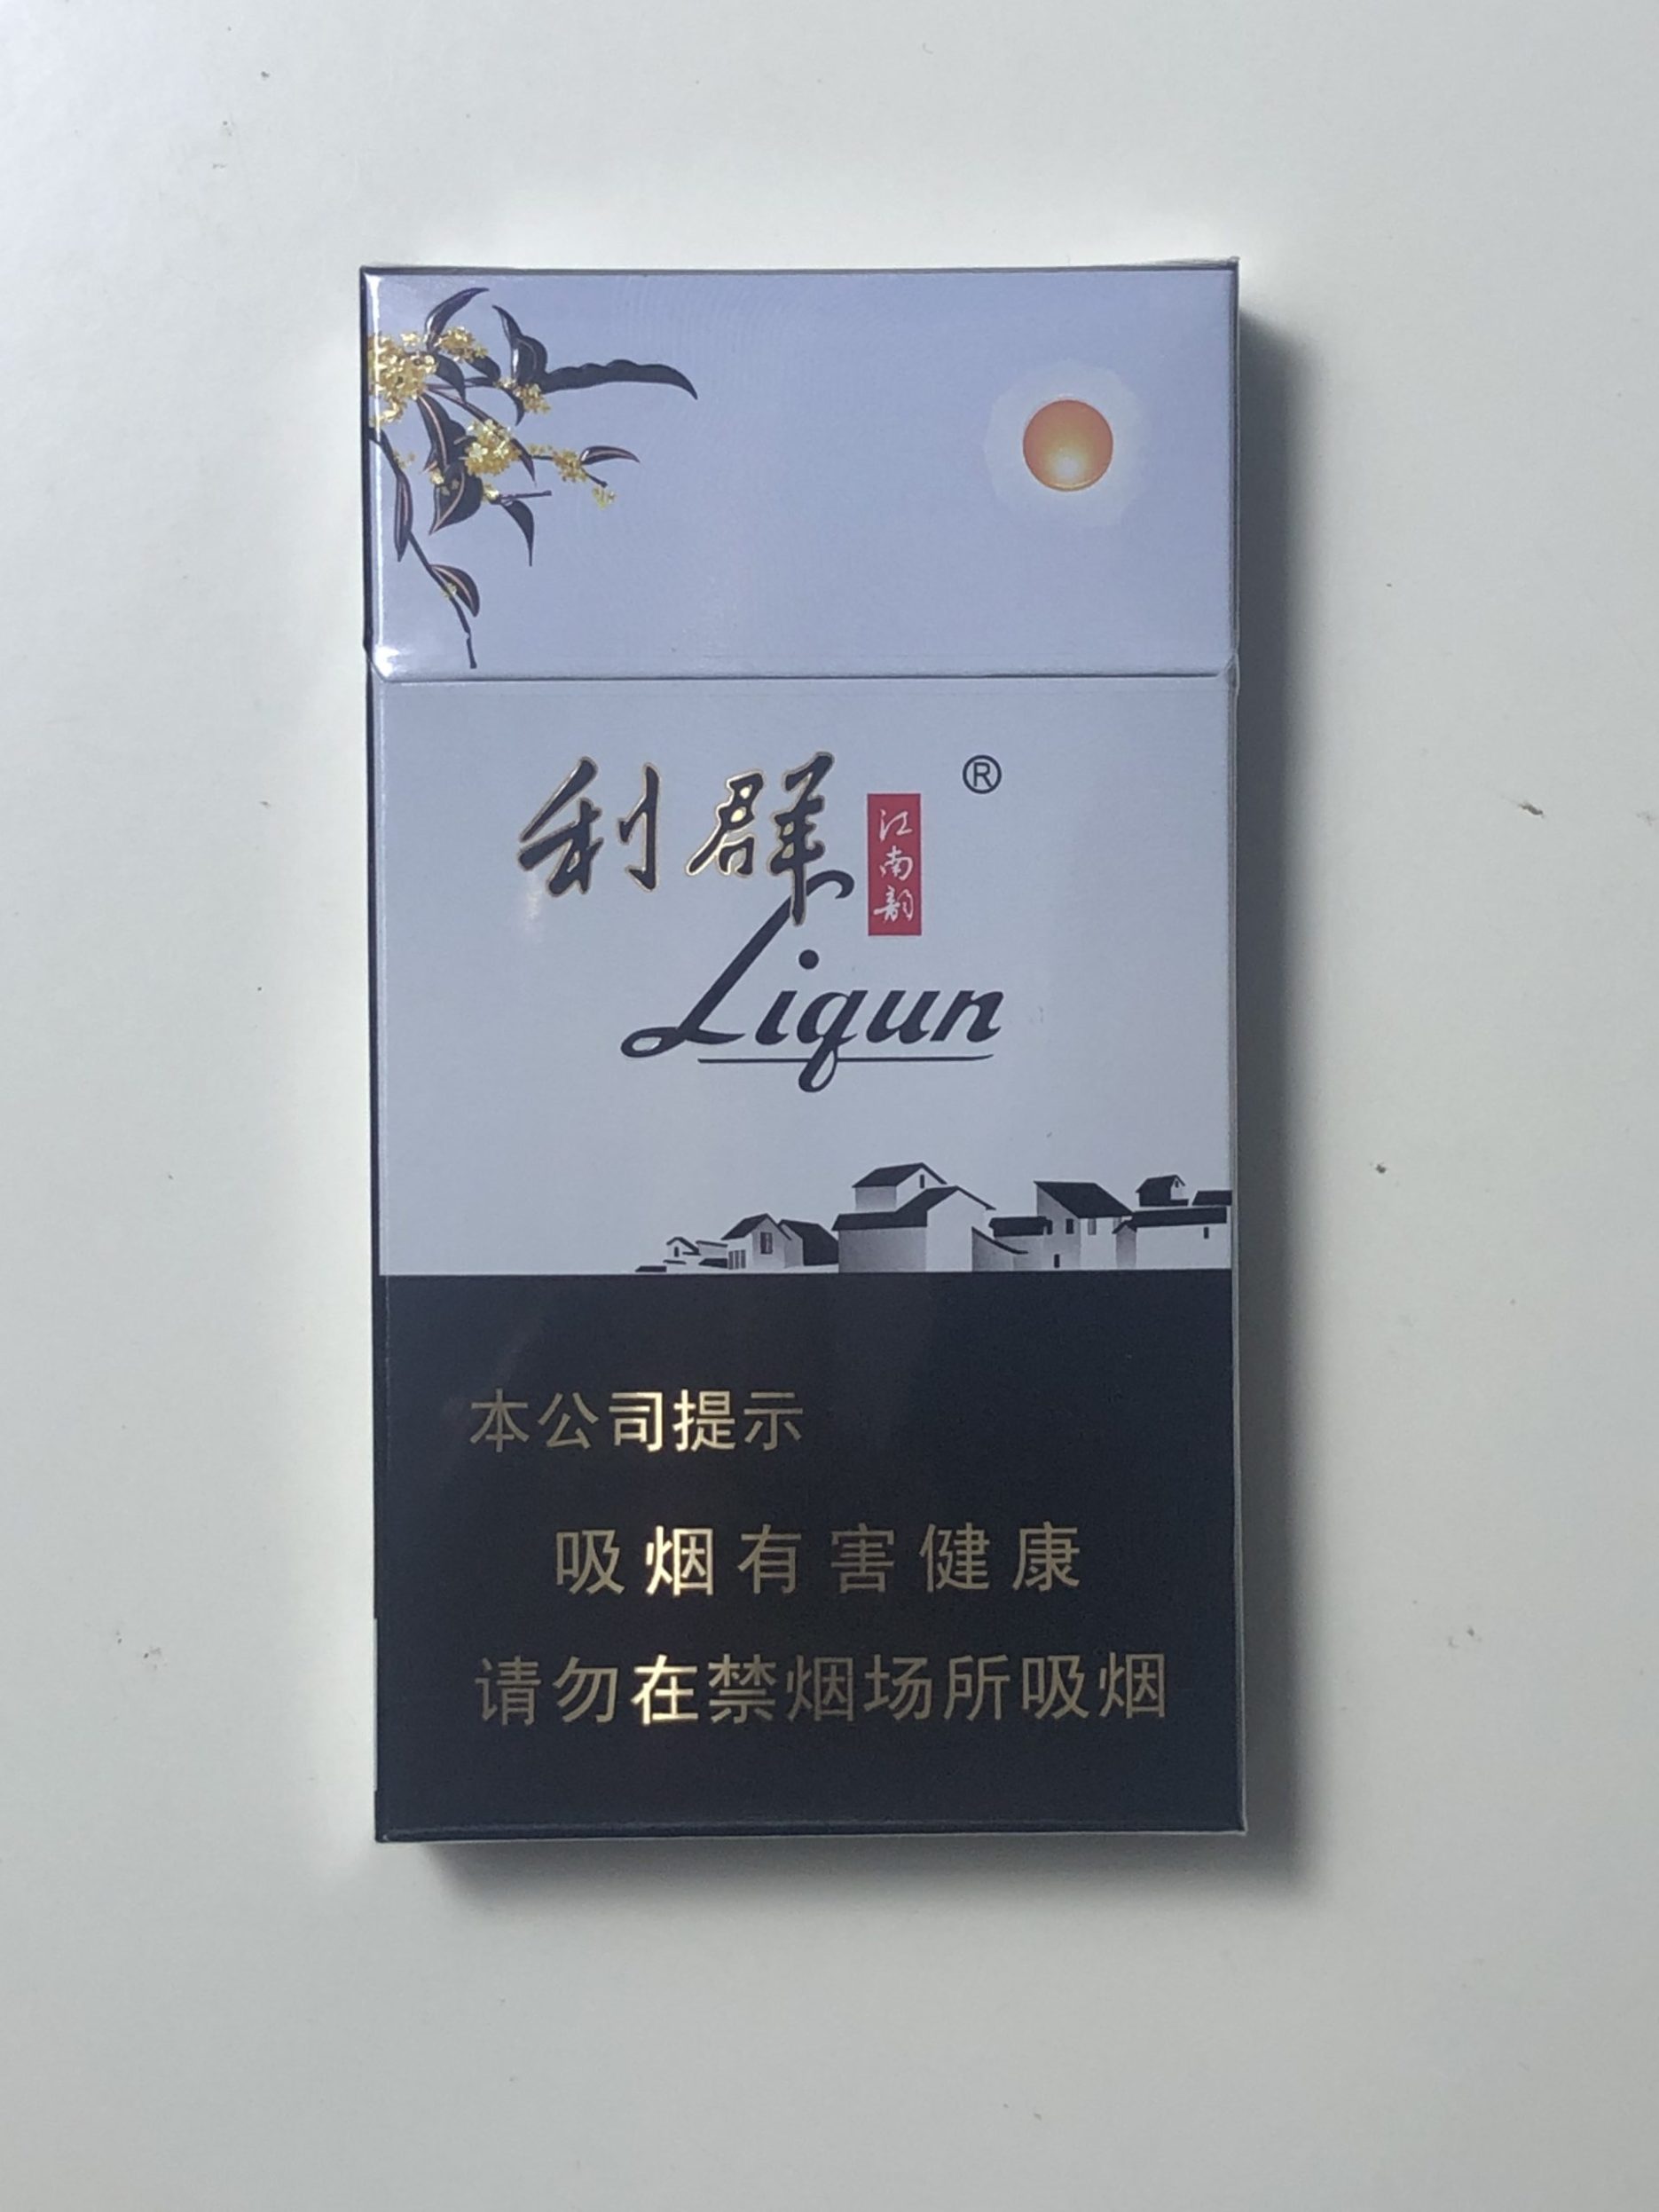 利群
江南韵
®
Liqun
本公司提示
吸烟有害健康
请勿在禁烟场所吸烟